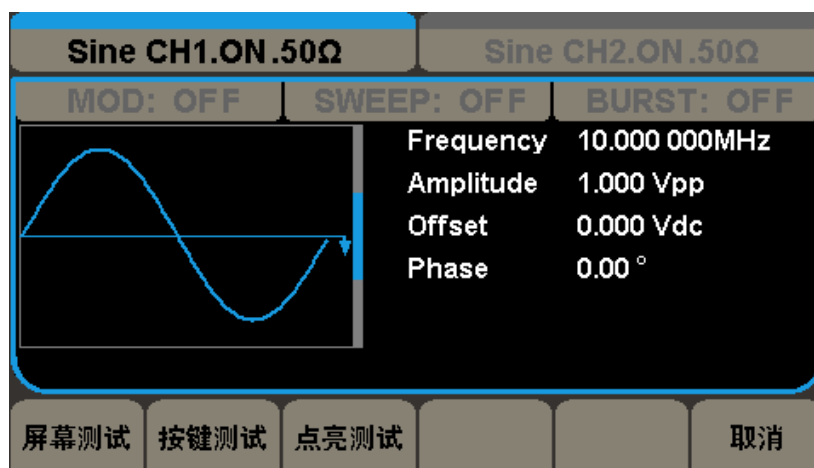 Sine CH1.ON.50Ω Sine CH2.ON.50Ω
MOD: OFF SWEEP: OFF BURST: OFF
Frequency 10.000 000MHz
Amplitude 1.000 Vpp
Offset 0.000 Vdc
Phase 0.00 °
屏幕测试 按键测试 点亮测试 取消